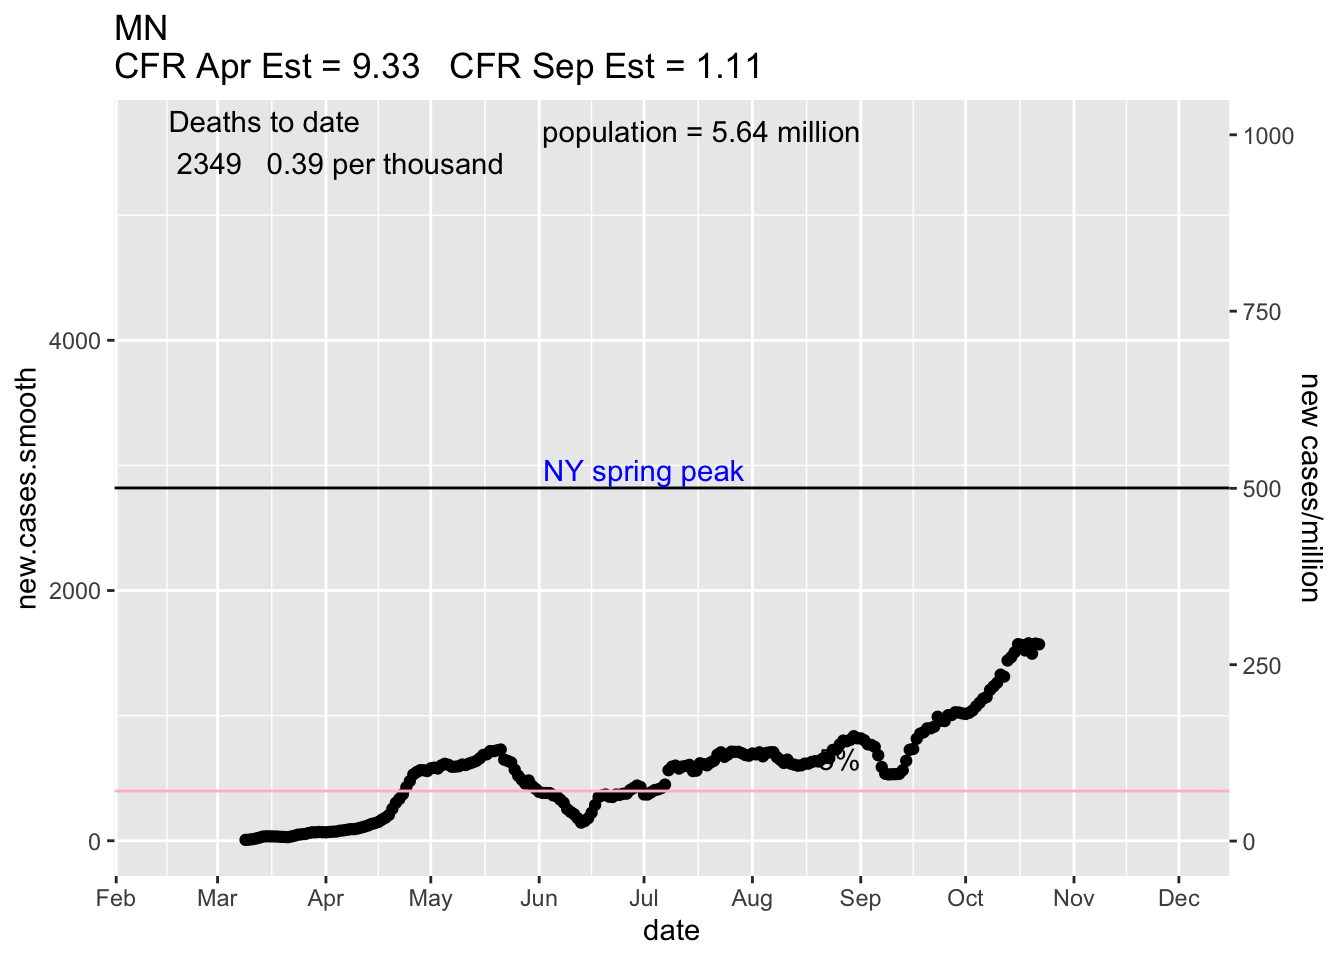 MN
CFR Apr Est = 9.33   CFR Sep Est = 1.11
Deaths to date
2349   0.39 per thousand
population = 5.64 million
NY spring peak
5%
new.cases.smooth
4000
2000
0
1000
750
500
250
0
new cases/million
Feb Mar Apr May Jun Jul Aug Sep Oct Nov Dec
date